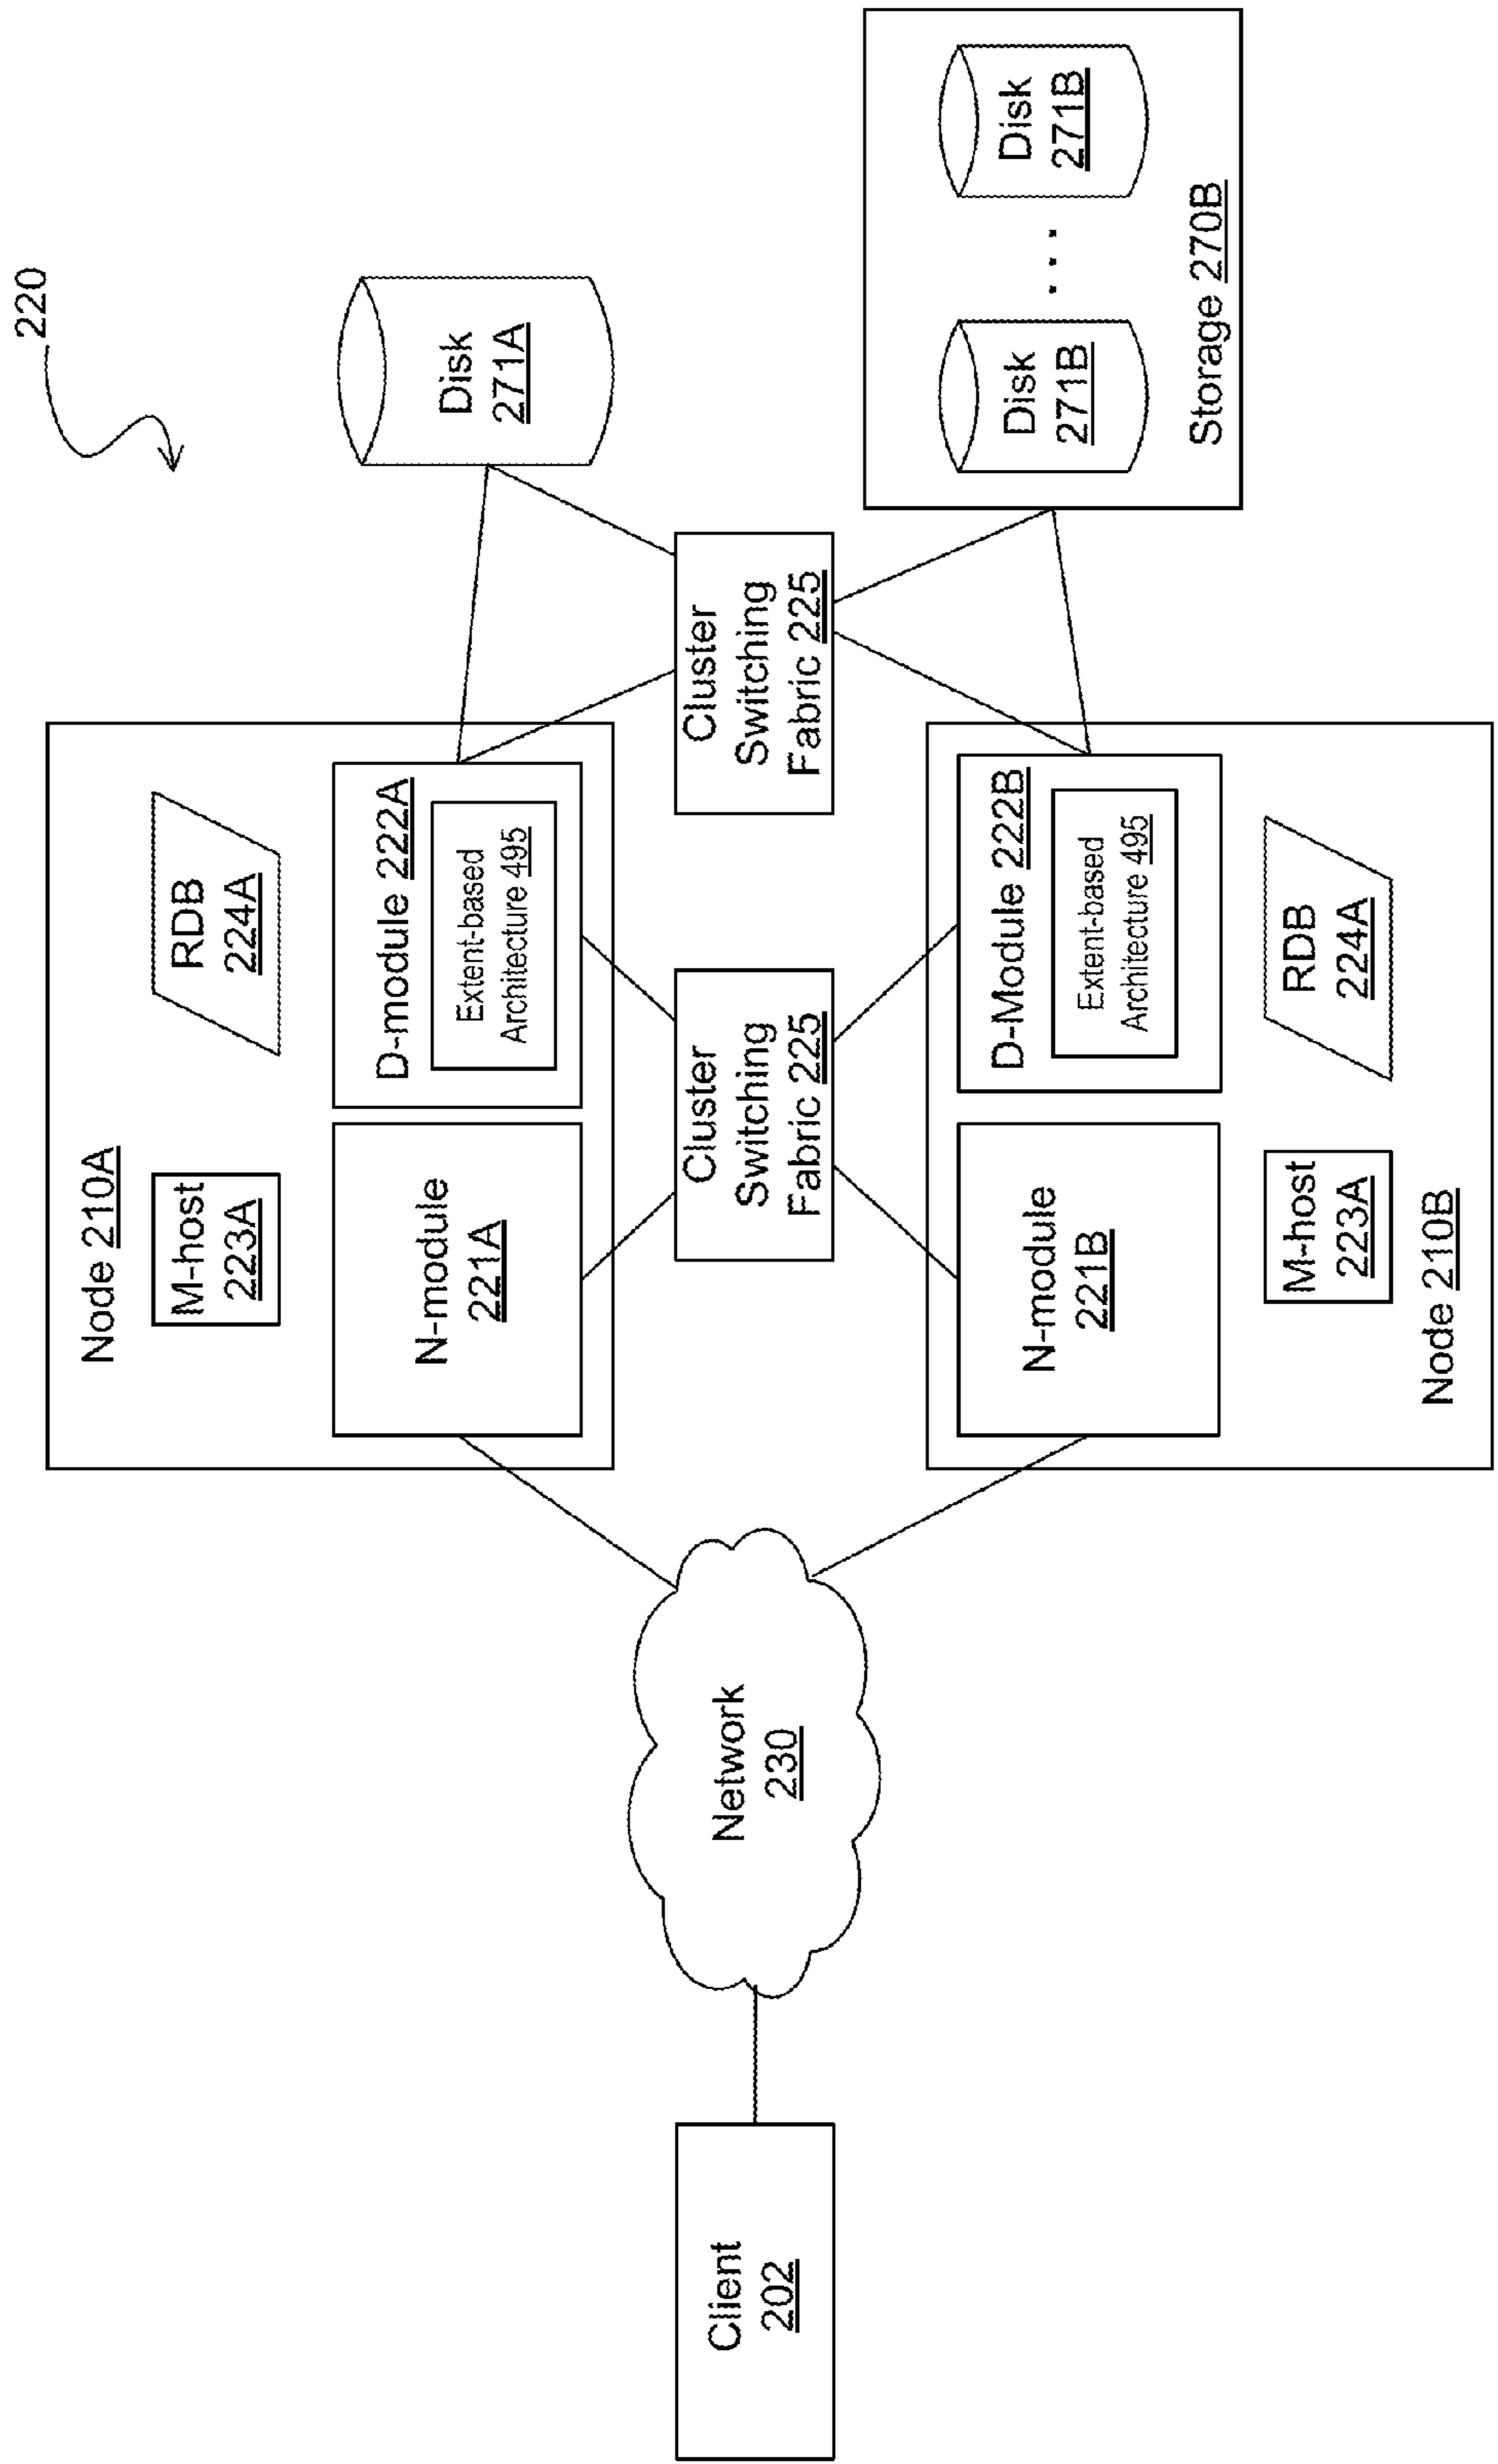 220
Node 210A
M-host
223A
RDB
224A
N-module
221A
D-module 222A
Extent-based
Architecture 495
Disk
271A
Client
202
Network
230
Cluster
Switching
Fabric 225
Cluster
Switching
Fabric 225
N-module
221B
D-Module 222B
Extent-based
Architecture 495
M-host
223A
RDB
224A
Node 210B
Disk
271B
...
Disk
271B
Storage 270B